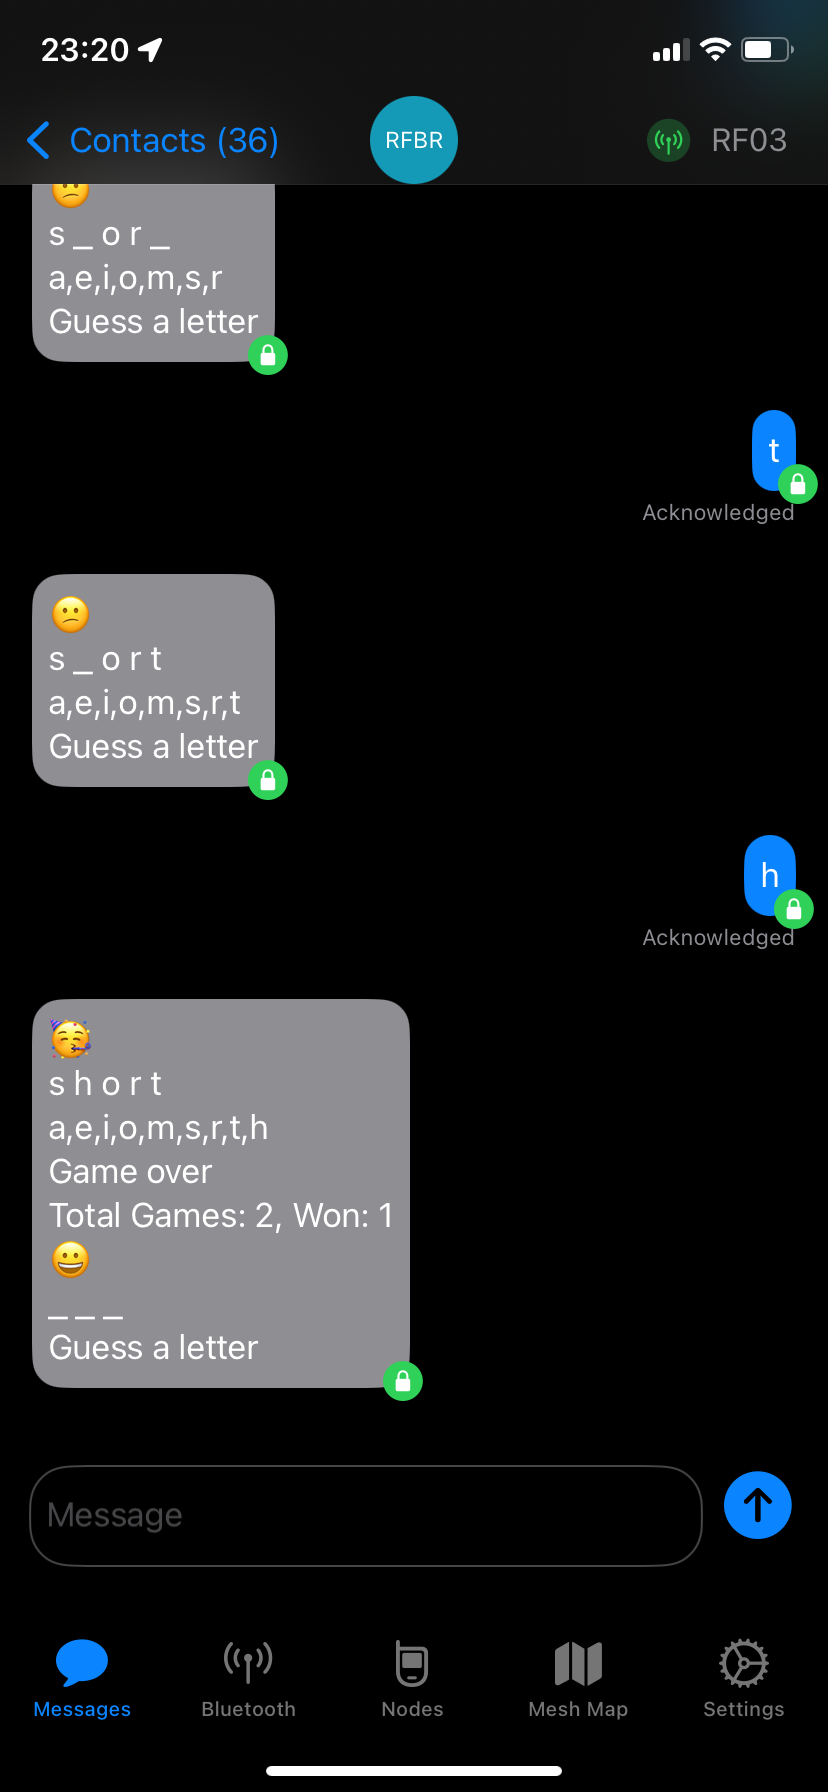 23:20
Contacts (36)
RFBR
RF03
s _ o r _
a,e,i,o,m,s,r
Guess a letter
t
Acknowledged
s _ o r t
a,e,i,o,m,s,r,t
Guess a letter
h
Acknowledged
s h o r t
a,e,i,o,m,s,r,t,h
Game over
Total Games: 2, Won: 1
_ _ _
Guess a letter
Message
Messages
Bluetooth
Nodes
Mesh Map
Settings